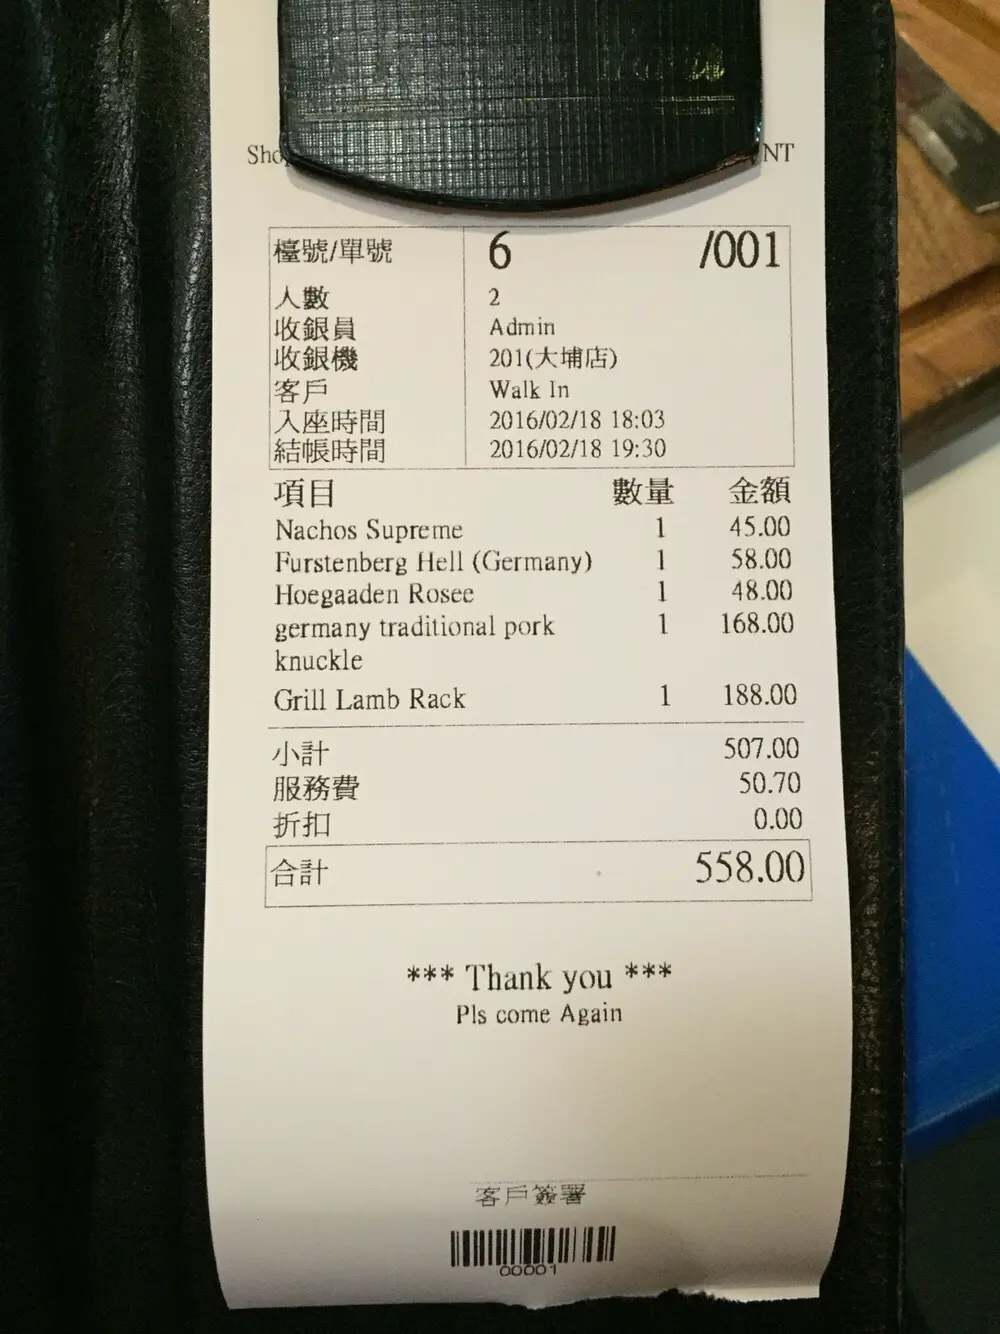 檯號/單號 6 /001
人數 2
收銀員 Admin
收銀機 201(大埔店)
客戶 Walk In
入座時間 2016/02/18 18:03
結帳時間 2016/02/18 19:30
項目 數量 金額
Nachos Supreme 1 45.00
Furstenberg Hell (Germany) 1 58.00
Hoegaaden Rosee 1 48.00
germany traditional pork 1 168.00
knuckle
Grill Lamb Rack 1 188.00
小計 507.00
服務費 50.70
折扣 0.00
合計 558.00
*** Thank you ***
Pls come Again
客戶簽署
00001